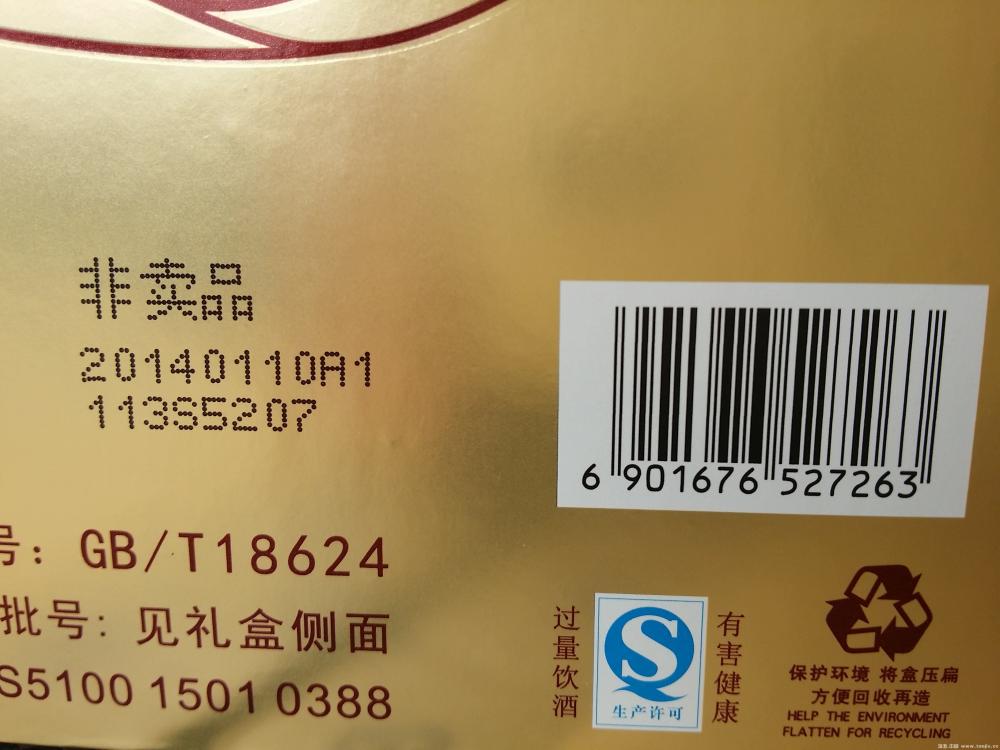 非卖品
20140110A1
113S5207
6 901676 527263
号：GB/T18624
批号：见礼盒侧面
S5100 1501 0388
过量饮酒
有害健康
S
生产许可
保护环境 将盒压扁
方便回收再造
HELP THE ENVIRONMENT
FLATTEN FOR RECYCLING